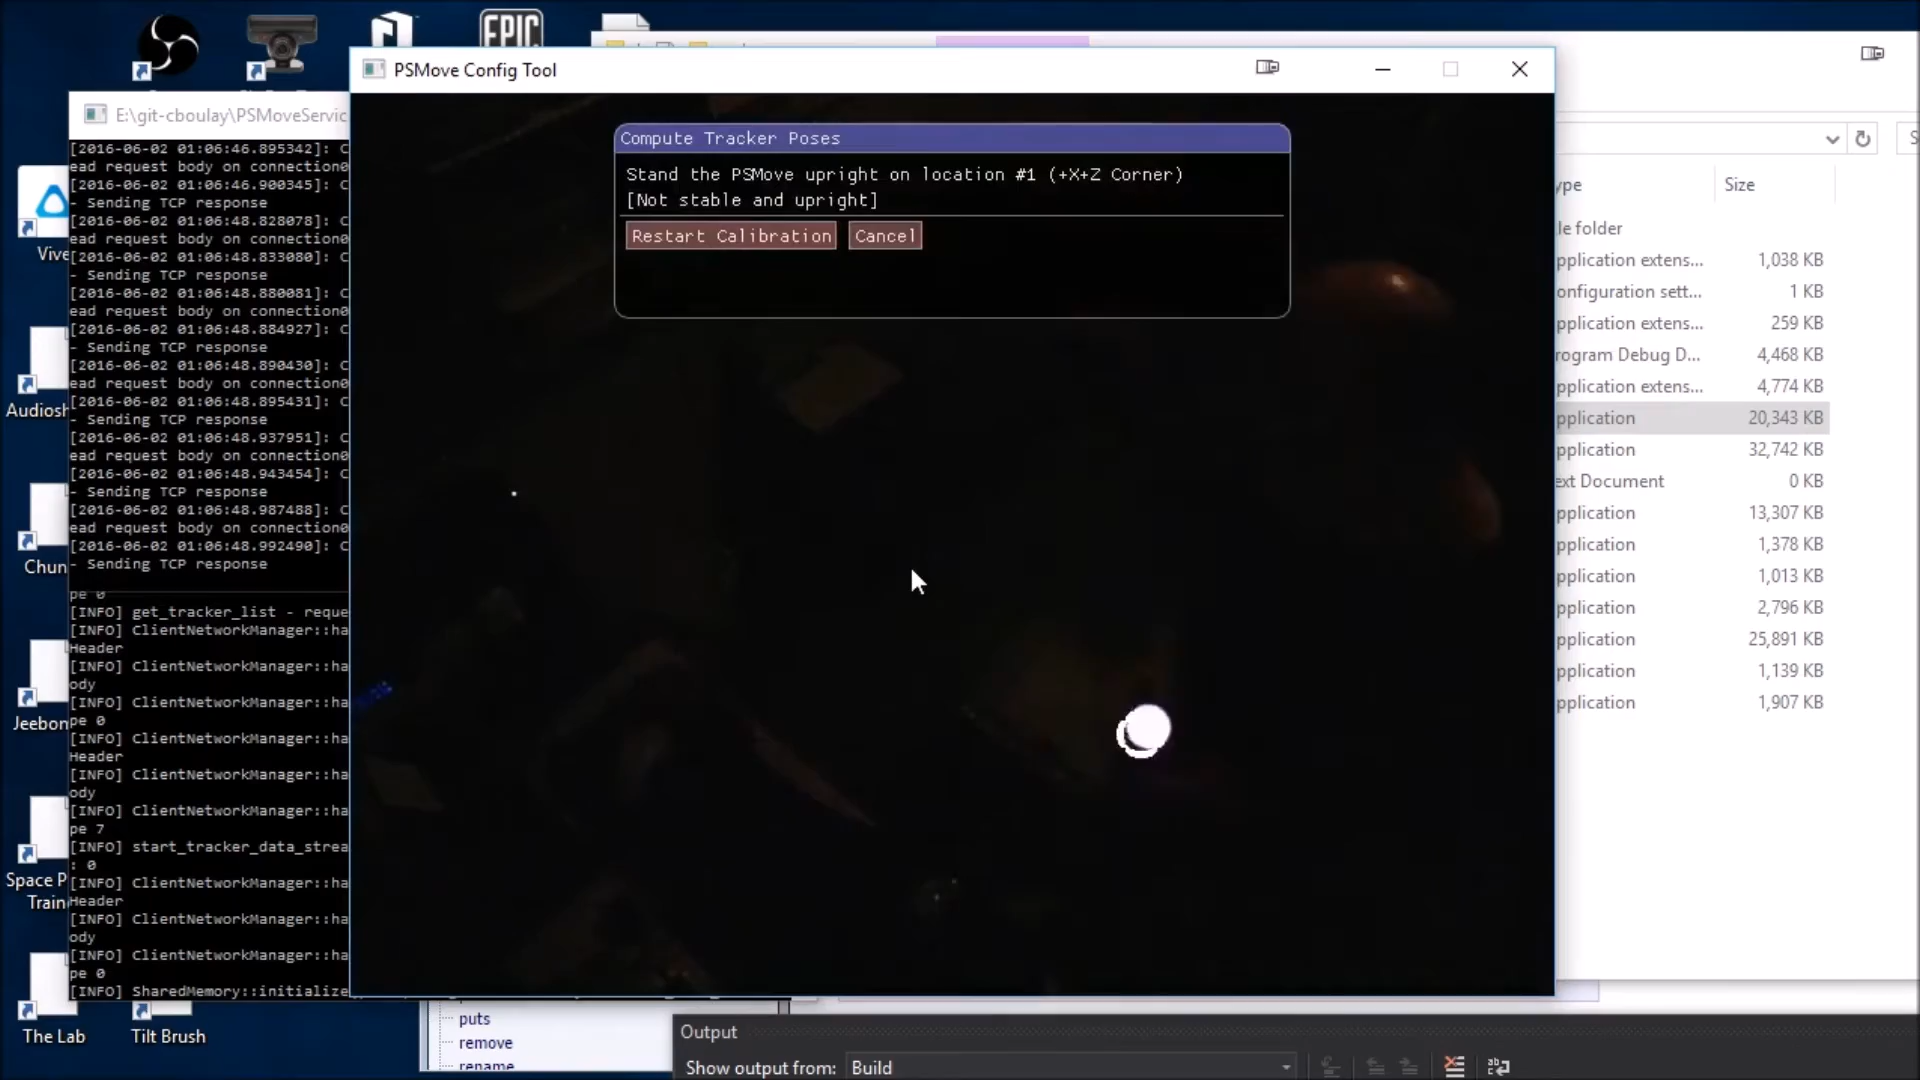 EPIC
PSMove Config Tool
E:\git-cboulay\PSMoveServic
Compute Tracker Poses
Stand the PSMove upright on location #1 (+X+Z Corner)
[Not stable and upright]
Restart Calibration Cancel
[2016-06-02 01:06:46.895342]: C
ead request body on connection0
[2016-06-02 01:06:46.900345]: C
- Sending TCP response
[2016-06-02 01:06:48.828078]: C
ead request body on connection0
[2016-06-02 01:06:48.833080]: C
- Sending TCP response
[2016-06-02 01:06:48.880081]: C
ead request body on connection0
[2016-06-02 01:06:48.884927]: C
- Sending TCP response
[2016-06-02 01:06:48.890430]: C
ead request body on connection0
[2016-06-02 01:06:48.895431]: C
- Sending TCP response
[2016-06-02 01:06:48.937951]: C
ead request body on connection0
[2016-06-02 01:06:48.943454]: C
- Sending TCP response
[2016-06-02 01:06:48.987488]: C
ead request body on connection0
[2016-06-02 01:06:48.992490]: C
- Sending TCP response
pe 0
[INFO] get_tracker_list - reque
[INFO] ClientNetworkManager::ha
Header
[INFO] ClientNetworkManager::ha
ody
[INFO] ClientNetworkManager::ha
pe 0
[INFO] ClientNetworkManager::ha
Header
[INFO] ClientNetworkManager::ha
ody
[INFO] ClientNetworkManager::ha
pe 7
[INFO] start_tracker_data_strea
: 0
[INFO] ClientNetworkManager::ha
Header
[INFO] ClientNetworkManager::ha
ody
[INFO] ClientNetworkManager::ha
pe 0
[INFO] SharedMemory::initialize
Vive
Audiosh
Chun
Jeebon
Space P
Train
The Lab
Tilt Brush
ype Size
le folder
pplication extens... 1,038 KB
onfiguration sett... 1 KB
pplication extens... 259 KB
rogram Debug D... 4,468 KB
pplication extens... 4,774 KB
pplication 20,343 KB
pplication 32,742 KB
ext Document 0 KB
pplication 13,307 KB
pplication 1,378 KB
pplication 1,013 KB
pplication 2,796 KB
pplication 25,891 KB
pplication 1,139 KB
pplication 1,907 KB
puts
remove
rename
Output
Show output from: Build